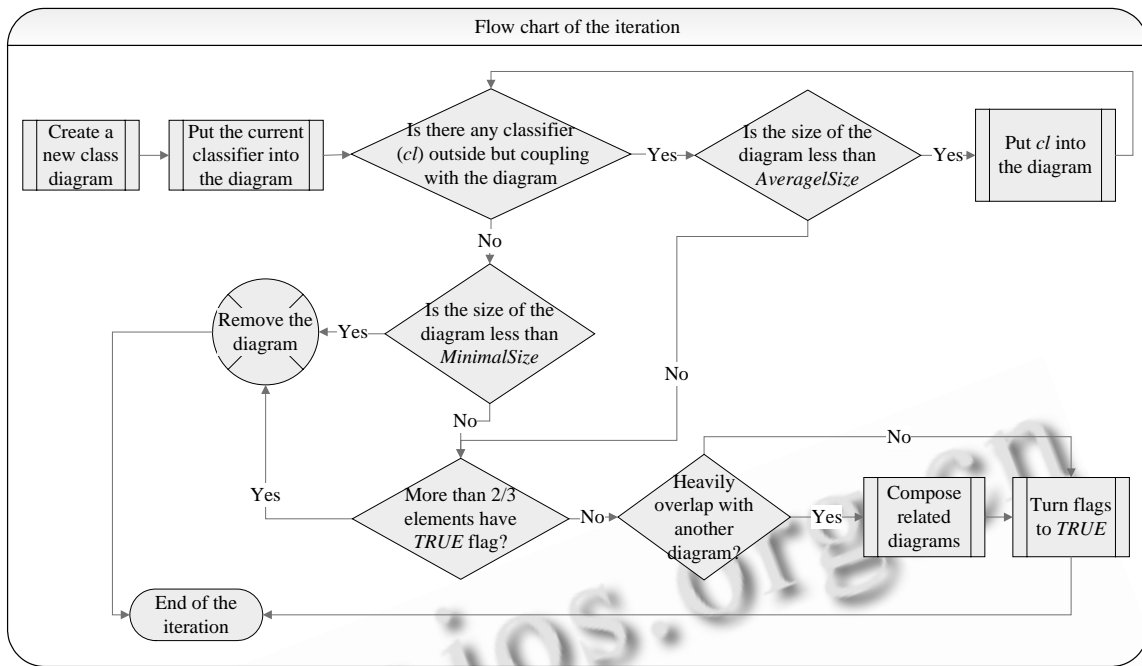 Flow chart of the iteration
Create a
new class
diagram
Put the current
classifier into
the diagram
Is there any classifier
(cl) outside but coupling
with the diagram
Yes
Is the size of the
diagram less than
AveragelSize
Yes
Put cl into
the diagram
No
No
Is the size of the
diagram less than
MinimalSize
Yes
Remove the
diagram
No
Yes
More than 2/3
elements have
TRUE flag?
No
Heavily
overlap with
another
diagram?
No
Yes
Compose
related
diagrams
Turn flags
to TRUE
End of the
iteration
ios.org.cn